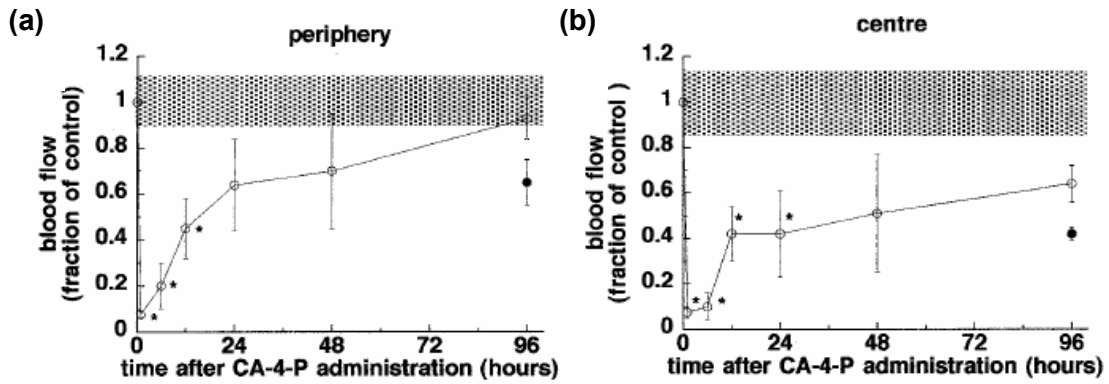 (a)
periphery
1.2
1
0.8
0.6
0.4
0.2
0
blood flow
(fraction of control)
*
*
*
0 24 48 72 96
time after CA-4-P administration (hours)
(b)
centre
1.2
1
0.8
0.6
0.4
0.2
0
blood flow
(fraction of control )
* *
* *
0 24 48 72 96
time after CA-4-P administration (hours)